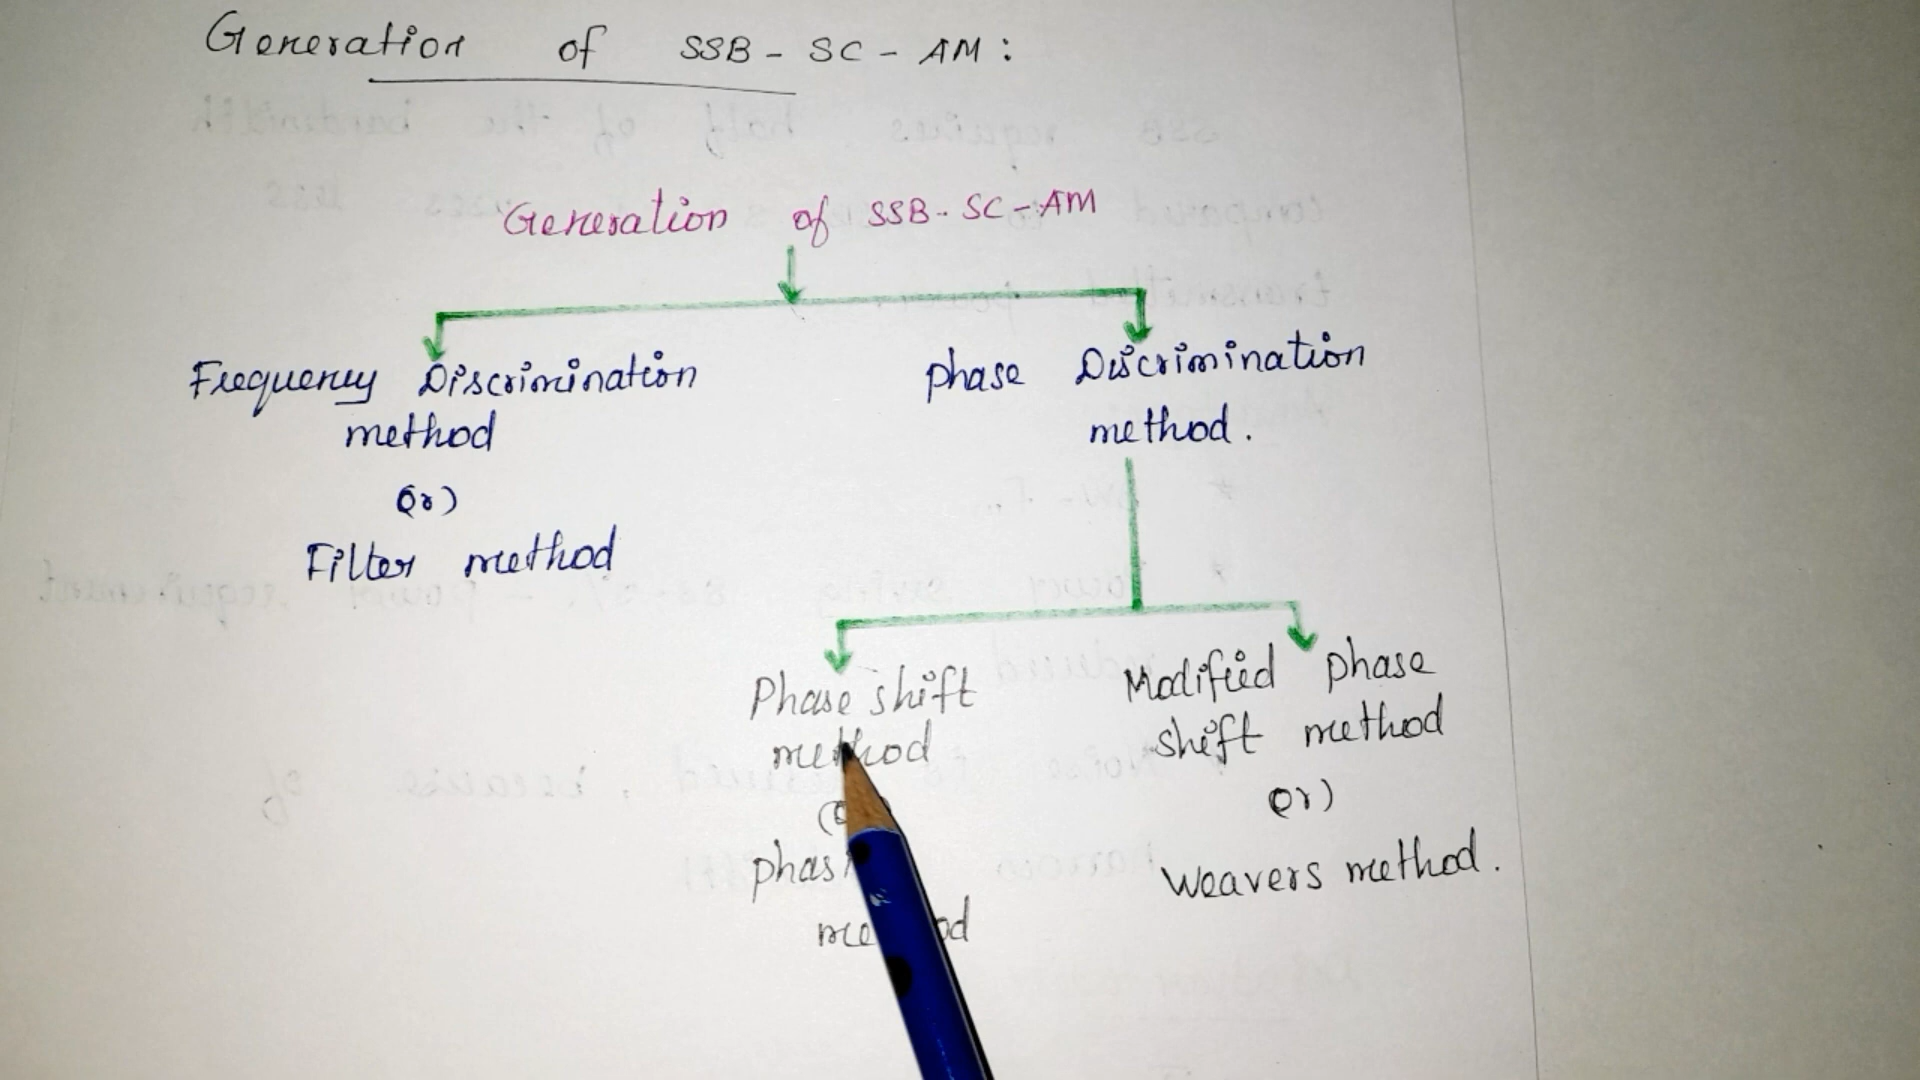 Generation of SSB - SC - AM :
Generation of SSB - SC - AM
Frequency Discrimination
method
(or)
Filter method
phase Discrimination
method.
Phase shift
method
phas
Modified phase
shift method
(or)
Weavers method.